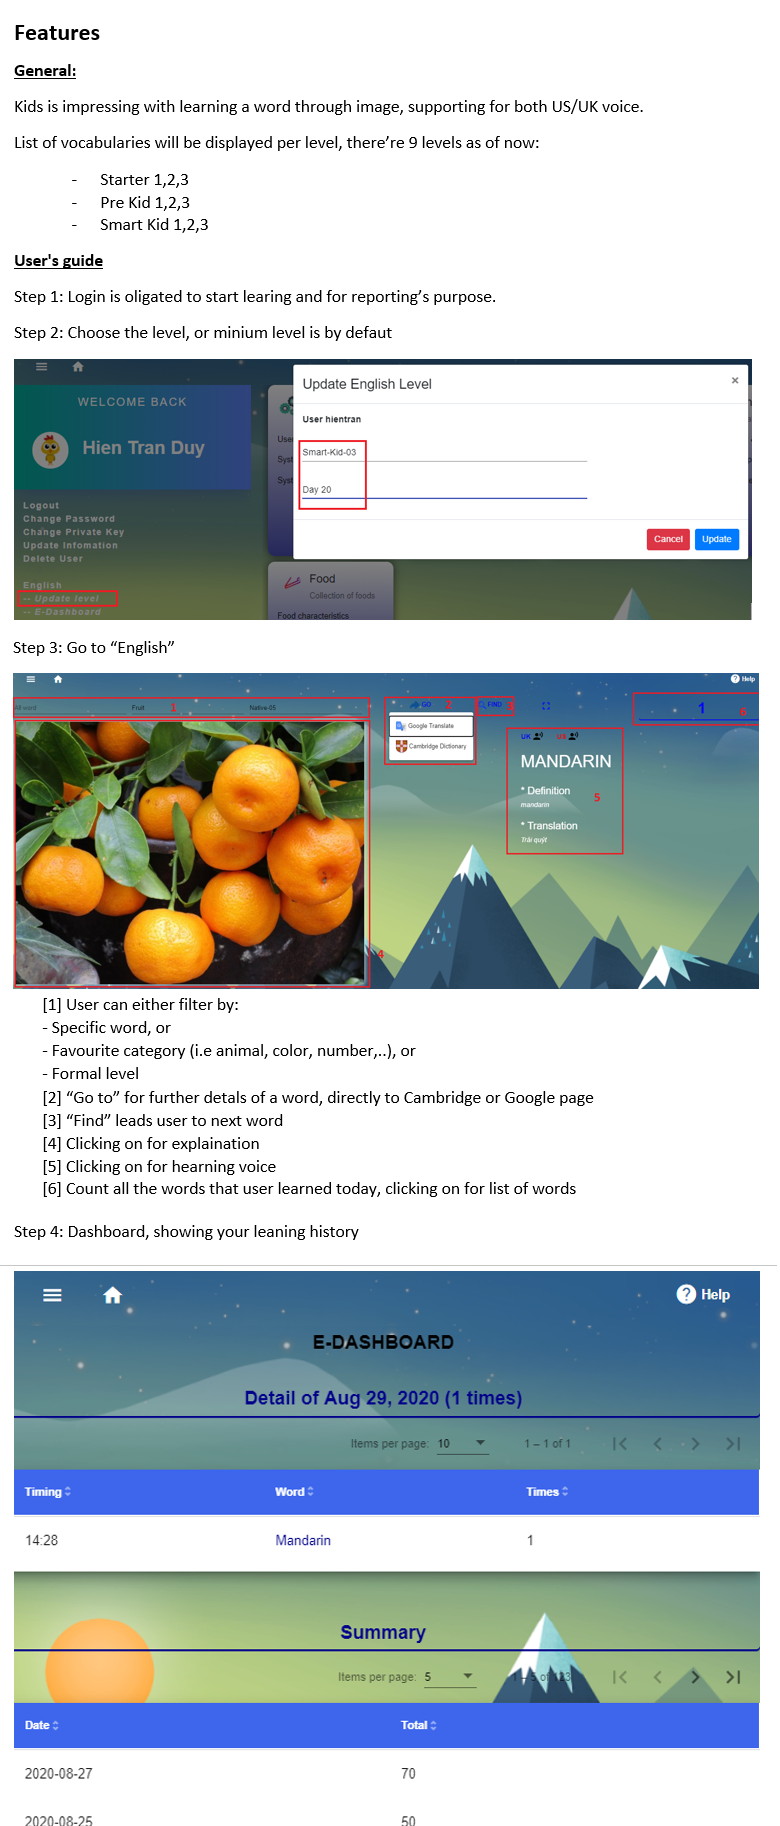 Features
General:
Kids is impressing with learning a word through image, supporting for both US/UK voice.
List of vocabularies will be displayed per level, there’re 9 levels as of now:
- Starter 1,2,3
- Pre Kid 1,2,3
- Smart Kid 1,2,3
User's guide
Step 1: Login is oligated to start learing and for reporting’s purpose.
Step 2: Choose the level, or minium level is by defaut
WELCOME BACK
Hien Tran Duy
Logout
Change Password
Change Private Key
Update Infomation
Delete User
English
-- Update level
-- E-Dashboard
Update English Level
×
User hientran
Smart-Kid-03
Day 20
Cancel
Update
Food
Collection of foods
Food characteristics
Step 3: Go to “English”
Help
All word
Fruit
1
Native-05
GO
2
FIND
3
1
6
Google Translate
Cambridge Dictionary
UK
US
MANDARIN
* Definition
5
mandarin
* Translation
Trái quýt
4
[1] User can either filter by:
- Specific word, or
- Favourite category (i.e animal, color, number,..), or
- Formal level
[2] “Go to” for further detals of a word, directly to Cambridge or Google page
[3] “Find” leads user to next word
[4] Clicking on for explaination
[5] Clicking on for hearning voice
[6] Count all the words that user learned today, clicking on for list of words
Step 4: Dashboard, showing your leaning history
Help
E-DASHBOARD
Detail of Aug 29, 2020 (1 times)
Items per page: 10
1 – 1 of 1
Timing
Word
Times
14:28
Mandarin
1
Summary
Items per page: 5
1 – 5 of 123
Date
Total
2020-08-27
70
2020-08-25
50